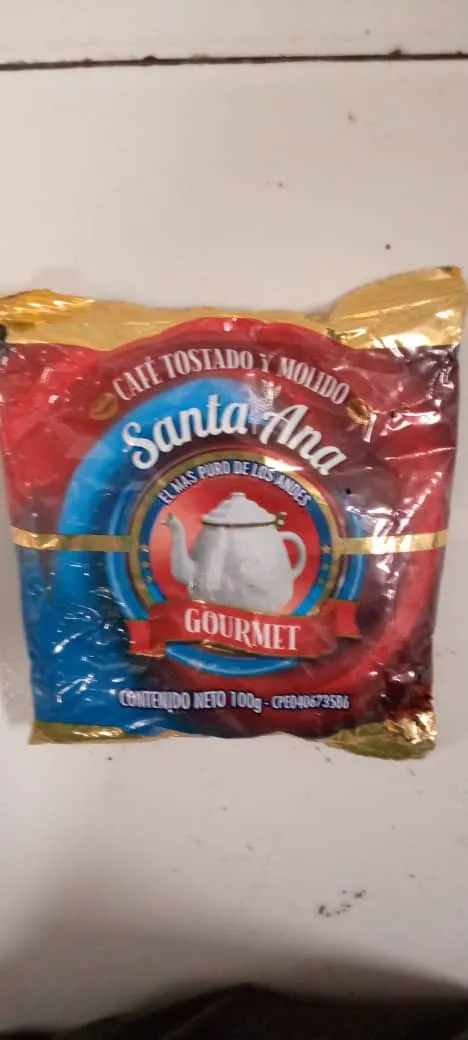 CAFÉ TOSTADO Y MOLIDO
Santa Ana
EL MAS PURO DE LOS ANDES
GOURMET
CONTENIDO NETO 100g - CPE040673586